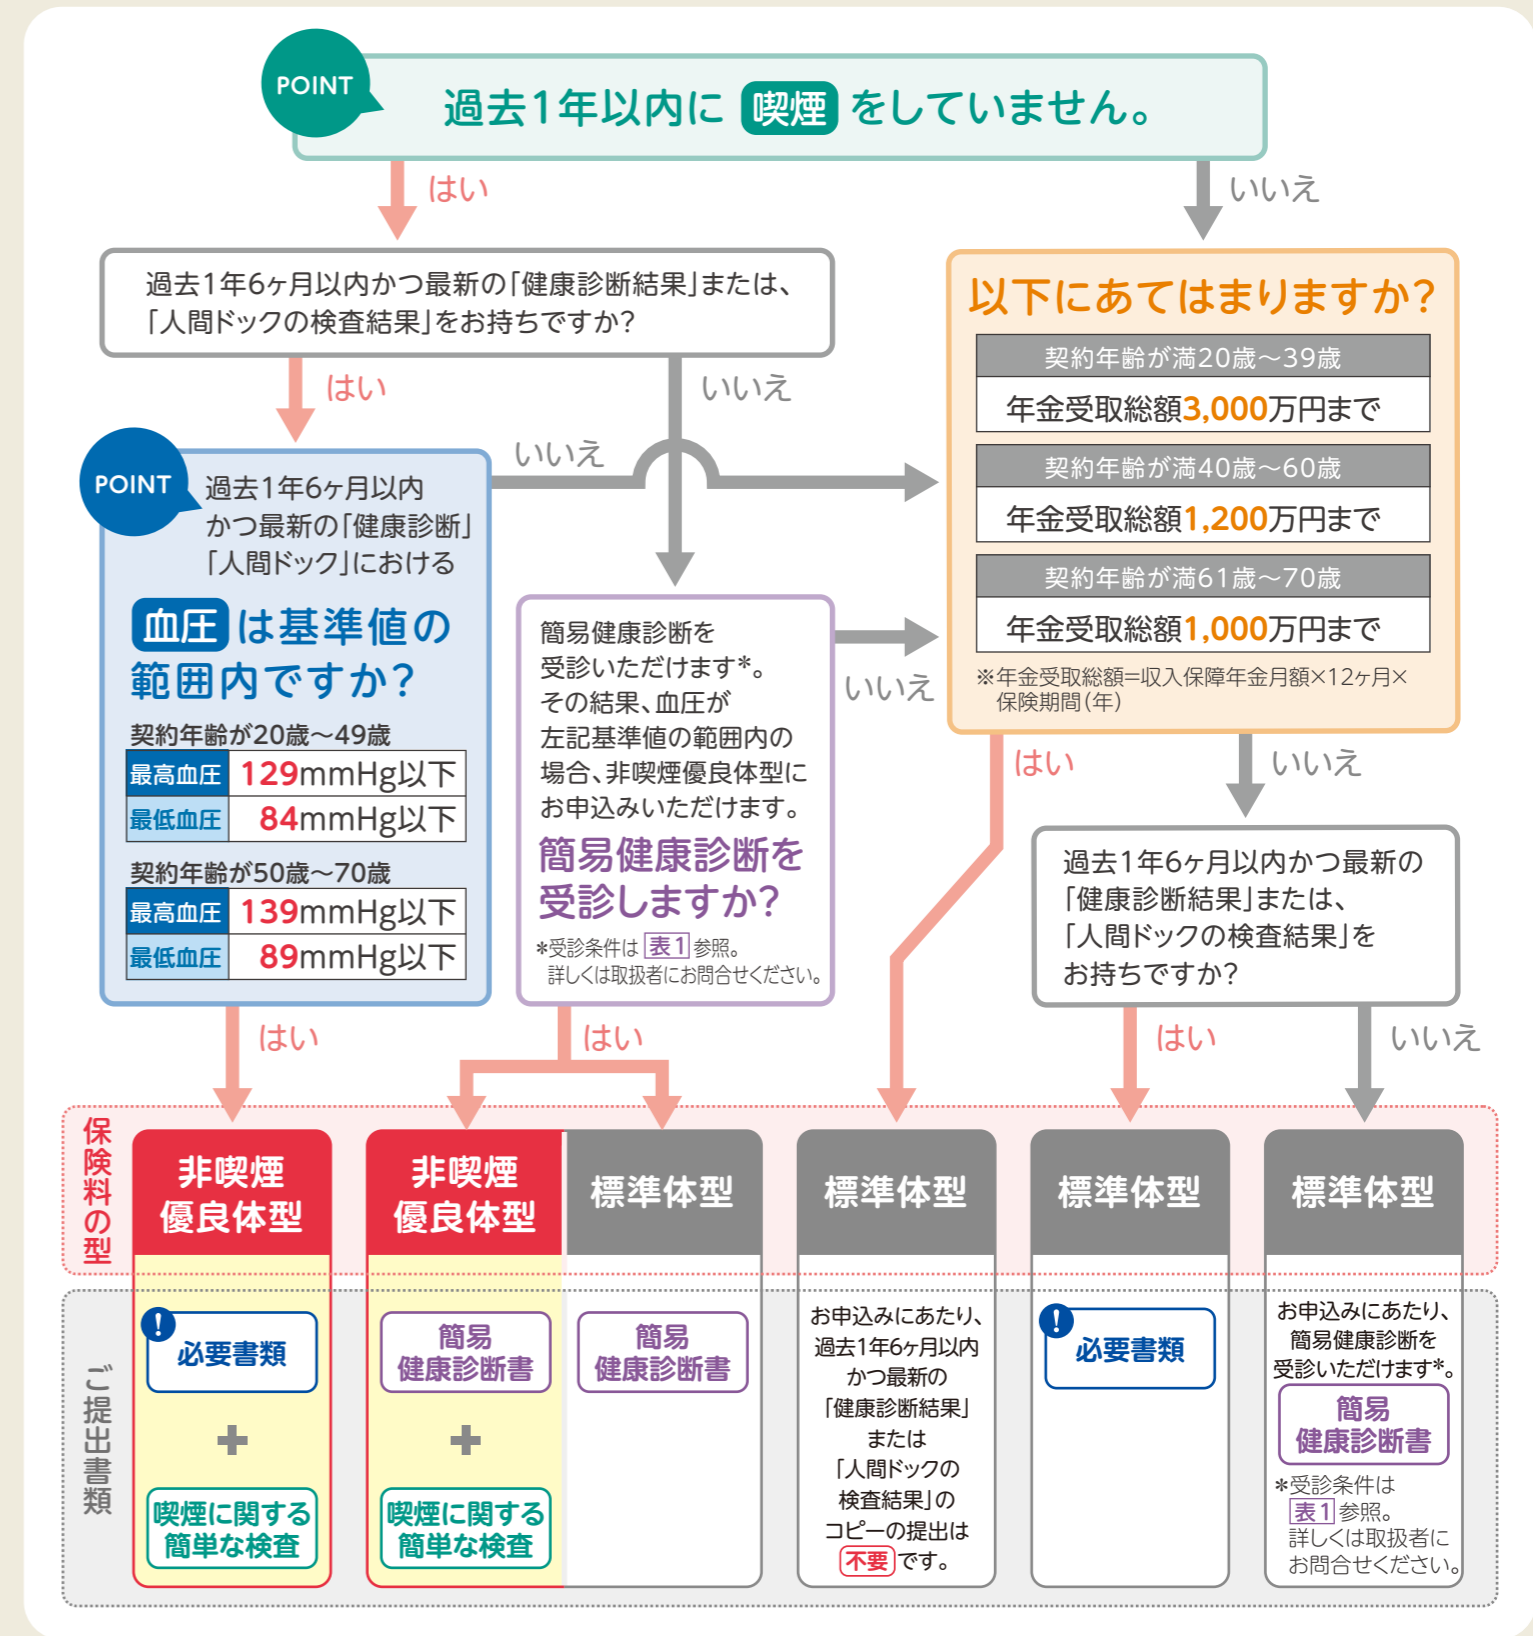 POINT
過去1年以内に 喫煙 をしていません。
はい
いいえ
過去1年6ヶ月以内かつ最新の「健康診断結果」または、
「人間ドックの検査結果」をお持ちですか?
はい
いいえ
POINT
過去1年6ヶ月以内
かつ最新の「健康診断」
「人間ドック」における
血圧は基準値の
範囲内ですか?
契約年齢が20歳〜49歳
最高血圧 129mmHg以下
最低血圧 84mmHg以下
契約年齢が50歳〜70歳
最高血圧 139mmHg以下
最低血圧 89mmHg以下
いいえ
はい
簡易健康診断を
受診いただけます*。
その結果、血圧が
左記基準値の範囲内の
場合、非喫煙優良体型に
お申込みいただけます。
簡易健康診断を
受診しますか?
*受診条件は 表1 参照。
詳しくは取扱者にお問合せください。
いいえ
はい
以下にあてはまりますか?
契約年齢が満20歳〜39歳
年金受取総額3,000万円まで
契約年齢が満40歳〜60歳
年金受取総額1,200万円まで
契約年齢が満61歳〜70歳
年金受取総額1,000万円まで
※年金受取総額=収入保障年金月額×12ヶ月×
保険期間(年)
はい
いいえ
過去1年6ヶ月以内かつ最新の
「健康診断結果」または、
「人間ドックの検査結果」を
お持ちですか?
はい
いいえ
保険料の型
非喫煙
優良体型
非喫煙
優良体型
標準体型
標準体型
標準体型
標準体型
ご提出書類
!
必要書類
+
喫煙に関する
簡単な検査
簡易
健康診断書
+
喫煙に関する
簡単な検査
簡易
健康診断書
お申込みにあたり、
過去1年6ヶ月以内
かつ最新の
「健康診断結果」
または
「人間ドックの
検査結果」の
コピーの提出は
不要です。
!
必要書類
お申込みにあたり、
簡易健康診断を
受診いただけます*。
簡易
健康診断書
*受診条件は
表1 参照。
詳しくは取扱者に
お問合せください。